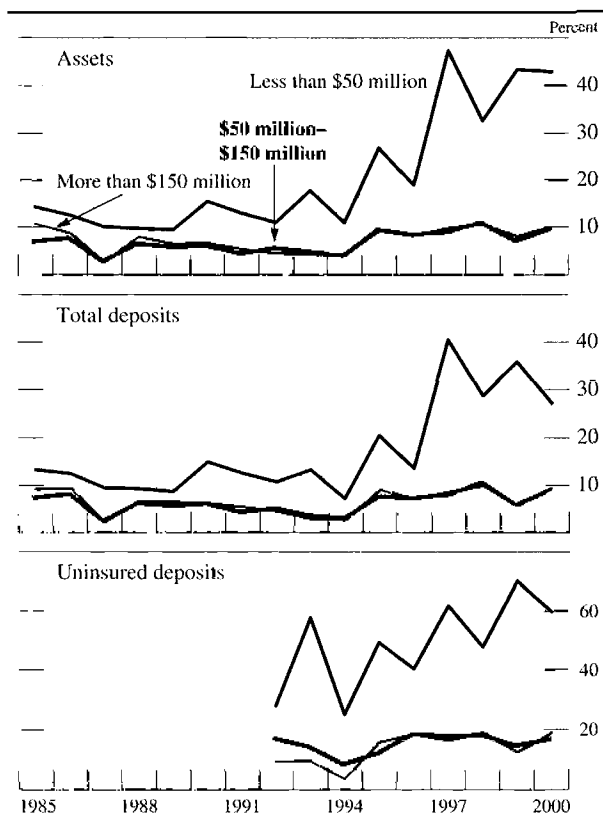 Percent
Assets
Less than $50 million
40
$50 million–
$150 million
30
More than $150 million
20
10
Total deposits
40
30
20
10
Uninsured deposits
60
40
20
1985 1988 1991 1994 1997 2000